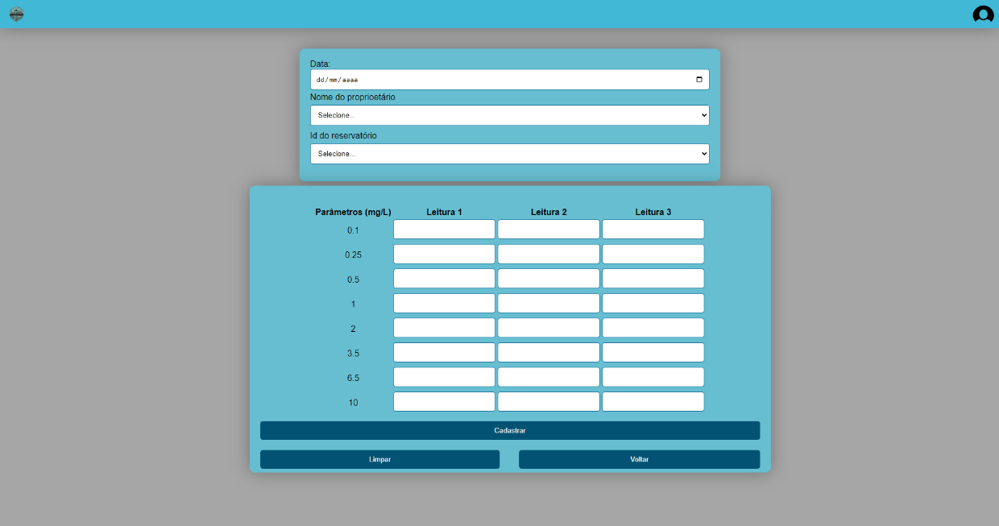 Data:
dd/mm/aaaa
Nome do proprioetário
Selecione...
Id do reservatório
Selecione...
Parâmetros (mg/L) Leitura 1 Leitura 2 Leitura 3
0.1
0.25
0.5
1
2
3.5
6.5
10
Cadastrar
Limpar Voltar